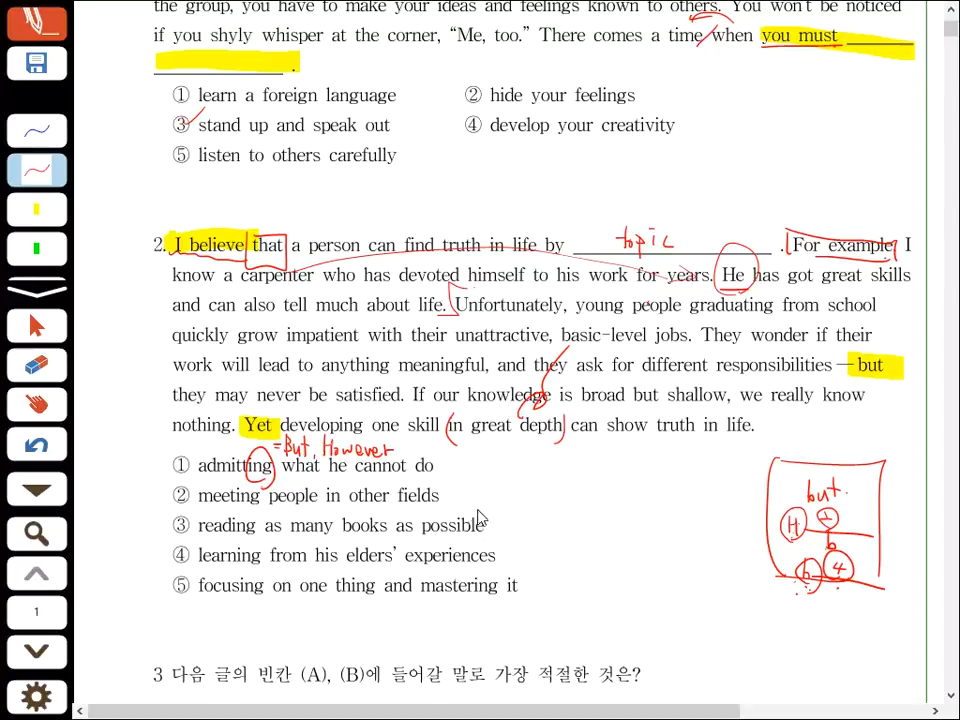 the group, you have to make your ideas and feelings known to others. You won't be noticed
if you shyly whisper at the corner, “Me, too.” There comes a time when you must ________
________________ .
① learn a foreign language ② hide your feelings
③ stand up and speak out ④ develop your creativity
⑤ listen to others carefully
topic
2. I believe that a person can find truth in life by ________________ . For example, I
know a carpenter who has devoted himself to his work for years. He has got great skills
and can also tell much about life. Unfortunately, young people graduating from school
quickly grow impatient with their unattractive, basic-level jobs. They wonder if their
work will lead to anything meaningful, and they ask for different responsibilities — but
they may never be satisfied. If our knowledge is broad but shallow, we really know
nothing. Yet developing one skill in great depth can show truth in life.
= But, However
① admitting what he cannot do
② meeting people in other fields
③ reading as many books as possible
④ learning from his elders' experiences
⑤ focusing on one thing and mastering it
but.
H
b
h 4
3 다음 글의 빈칸 (A), (B)에 들어갈 말로 가장 적절한 것은?
1